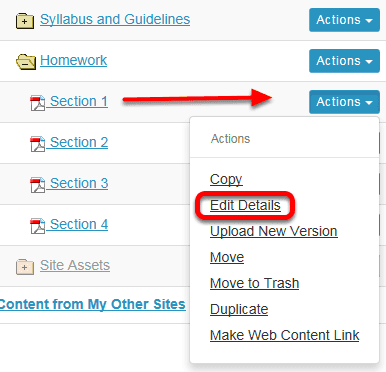 Syllabus and Guidelines Actions
Homework Actions
Section 1 Actions
Section 2
Section 3
Section 4
Site Assets
Content from My Other Sites
Actions
Copy
Edit Details
Upload New Version
Move
Move to Trash
Duplicate
Make Web Content Link